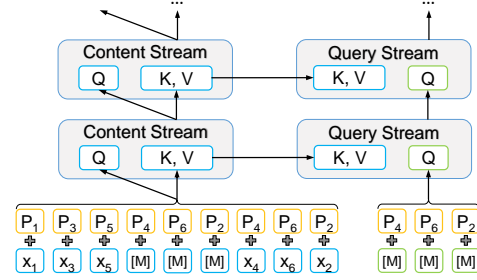 ... ...
Content Stream Query Stream
Q K, V K, V Q
Content Stream Query Stream
Q K, V K, V Q
P₁ P₃ P₅ P₄ P₆ P₂ P₄ P₆ P₂ P₄ P₆ P₂
x₁ x₃ x₅ [M] [M] [M] x₄ x₆ x₂ [M] [M] [M]